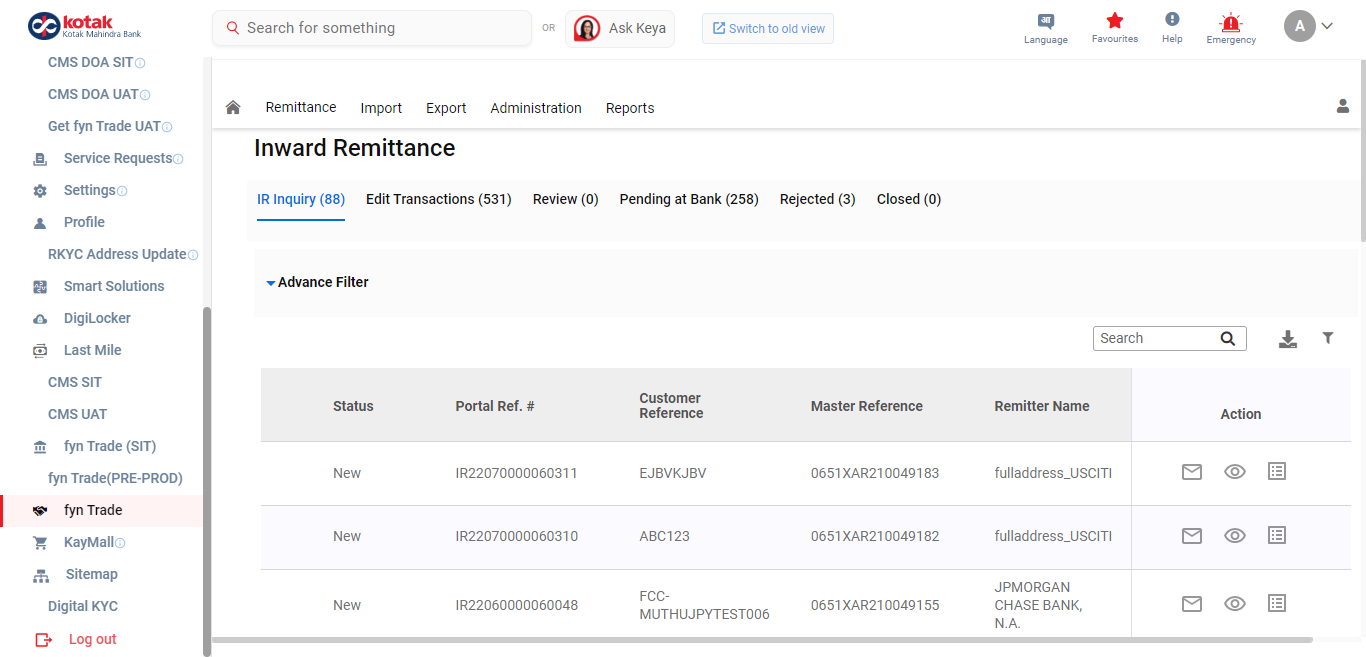 kotak
Kotak Mahindra Bank
Search for something
OR
Ask Keya
Switch to old view
Language
Favourites
Help
Emergency
A
CMS DOA SIT
CMS DOA UAT
Get fyn Trade UAT
Service Requests
Settings
Profile
RKYC Address Update
Smart Solutions
DigiLocker
Last Mile
CMS SIT
CMS UAT
fyn Trade (SIT)
fyn Trade(PRE-PROD)
fyn Trade
KayMall
Sitemap
Digital KYC
Log out
Remittance Import Export Administration Reports
Inward Remittance
IR Inquiry (88) Edit Transactions (531) Review (0) Pending at Bank (258) Rejected (3) Closed (0)
Advance Filter
Search
Status Portal Ref. # Customer Reference Master Reference Remitter Name Action
New IR22070000060311 EJBVKJBV 0651XAR210049183 fulladdress_USCITI
New IR22070000060310 ABC123 0651XAR210049182 fulladdress_USCITI
New IR22060000060048 FCC-MUTHUJPYTEST006 0651XAR210049155 JPMORGAN CHASE BANK, N.A.